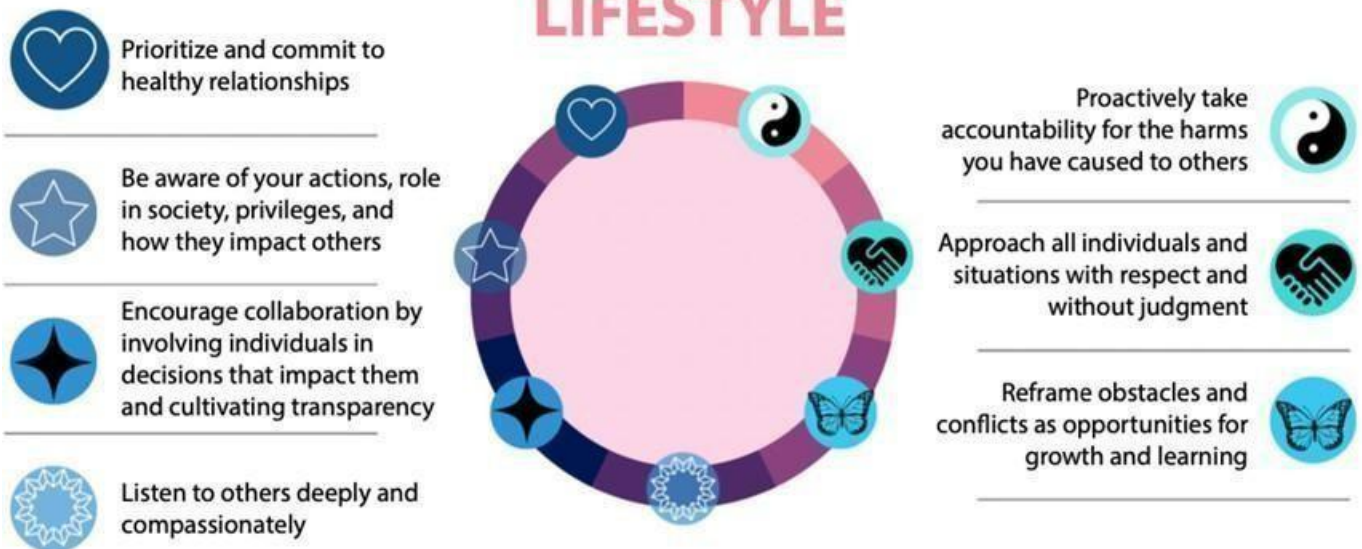 LIFESTYLE
Prioritize and commit to
healthy relationships
Be aware of your actions, role
in society, privileges, and
how they impact others
Encourage collaboration by
involving individuals in
decisions that impact them
and cultivating transparency
Listen to others deeply and
compassionately
Proactively take
accountability for the harms
you have caused to others
Approach all individuals and
situations with respect and
without judgment
Reframe obstacles and
conflicts as opportunities for
growth and learning